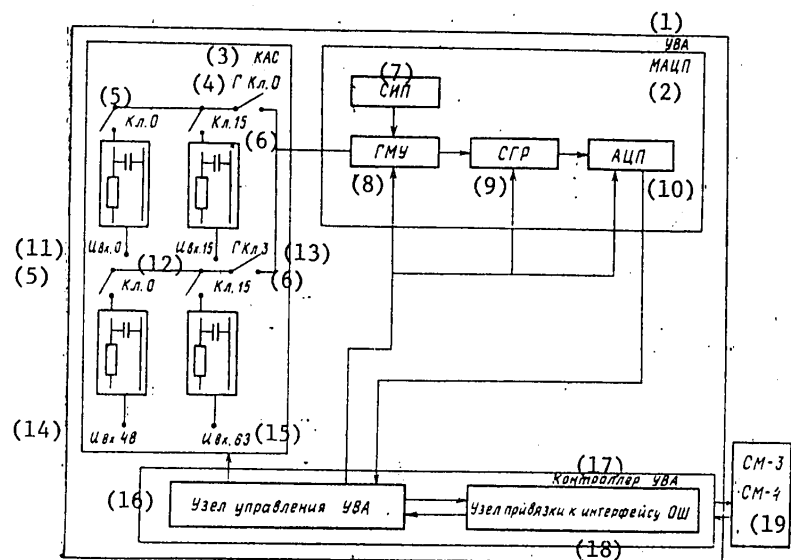 (1)
УВА
(3) КАС
МАЦП
(2)
(4) Г Кл.0
(7)
СИП
(5)
Кл.0
Кл.15
(6)
ГМУ
СГР
АЦП
(8)
(9)
(10)
(11)
Uвх.0
Uвх.15
ГКл.3
(13)
(5)
(12)
Кл.0
Кл.15
(6)
(14)
Uвх 48
Uвх.63
(15)
(17)
Контроллер УВА
(16)
Узел управления УВА
Узел привязки к интерфейсу ОШ
(18)
СМ-3
СМ-4
(19)